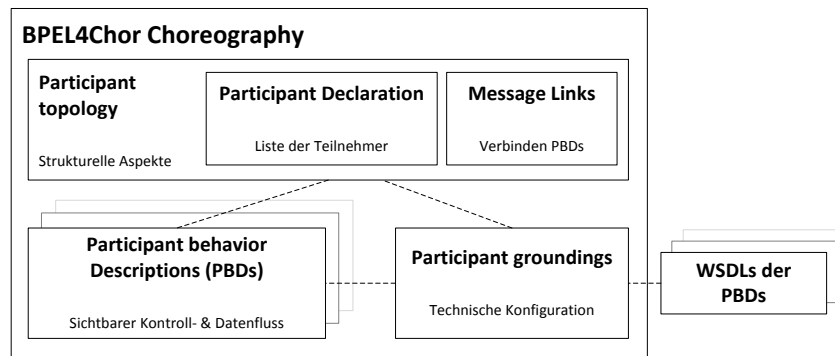 BPEL4Chor Choreography
Participant
topology
Strukturelle Aspekte
Participant Declaration
Liste der Teilnehmer
Message Links
Verbinden PBDs
Participant behavior
Descriptions (PBDs)
Sichtbarer Kontroll- & Datenfluss
Participant groundings
Technische Konfiguration
WSDLs der
PBDs